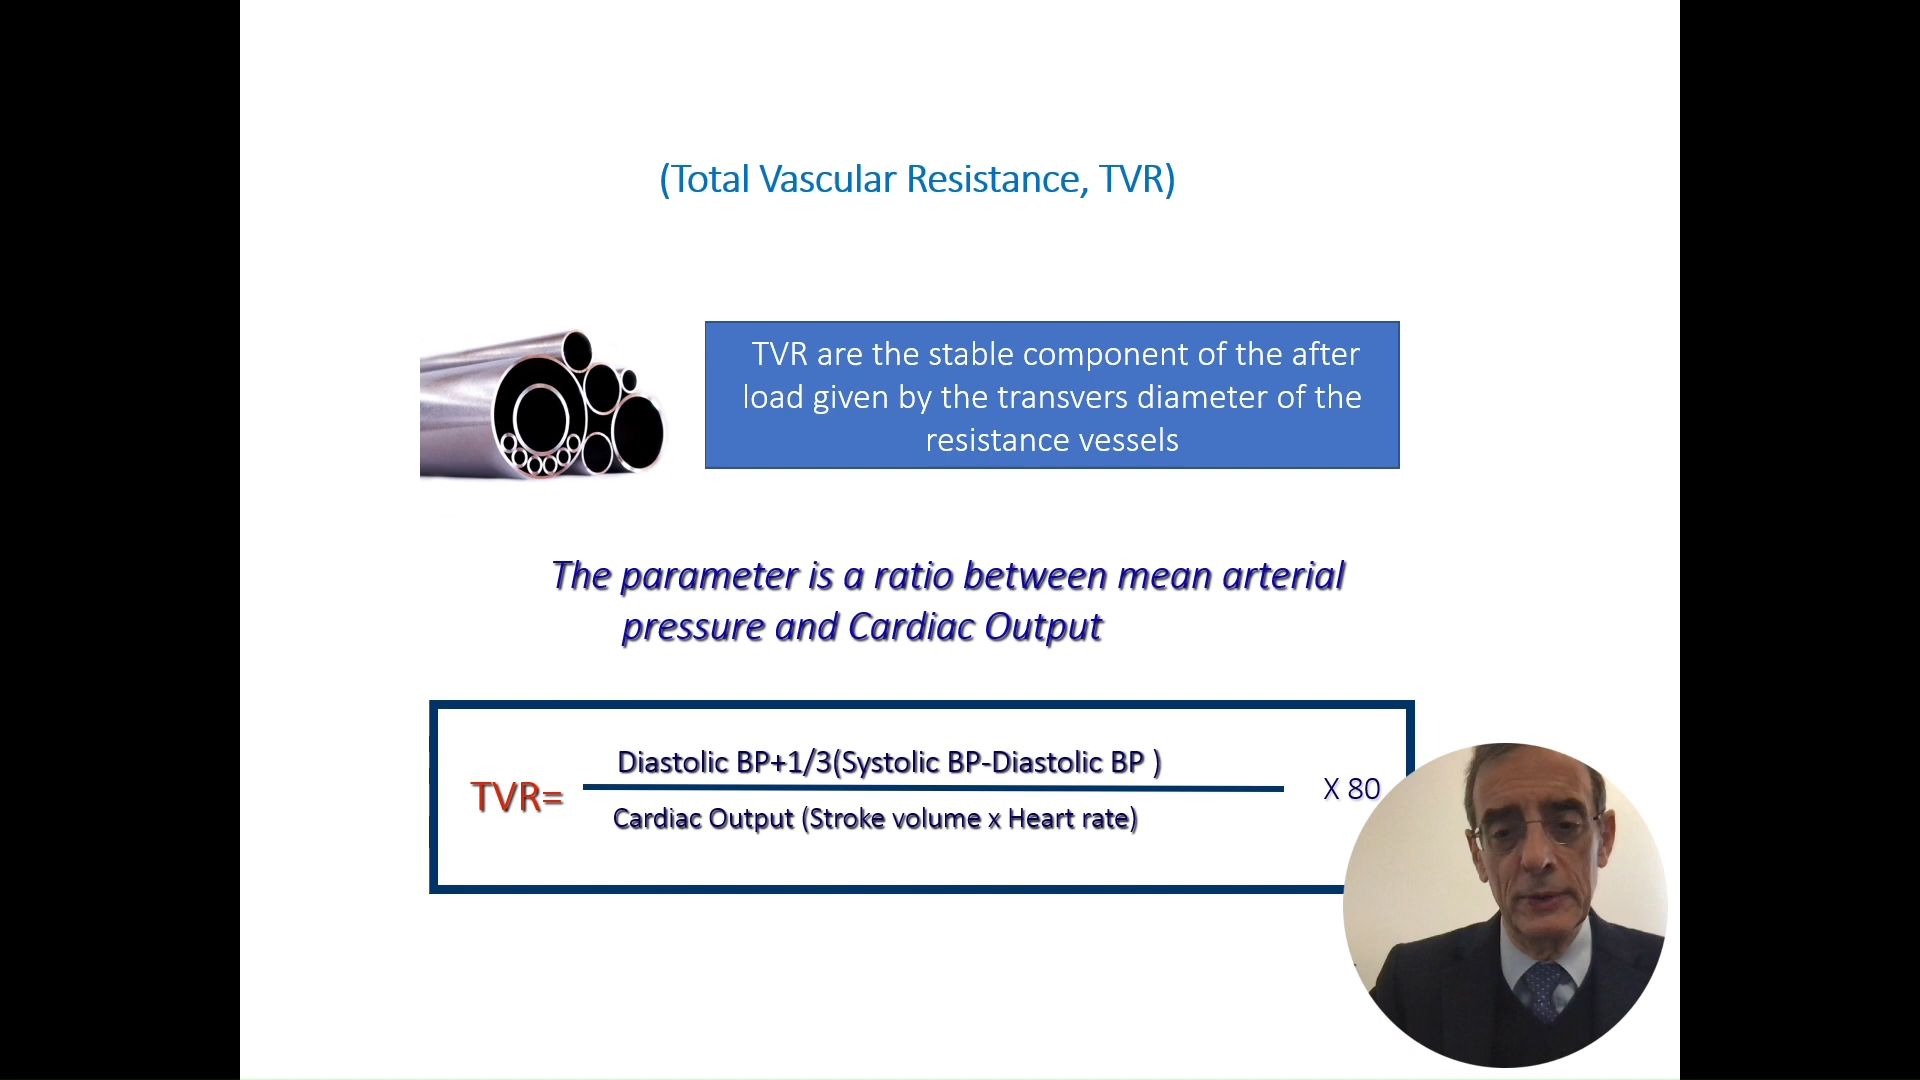 (Total Vascular Resistance, TVR)
TVR are the stable component of the after
load given by the transvers diameter of the
resistance vessels
The parameter is a ratio between mean arterial
pressure and Cardiac Output
TVR=
Diastolic BP+1/3(Systolic BP-Diastolic BP )
Cardiac Output (Stroke volume x Heart rate)
X 80